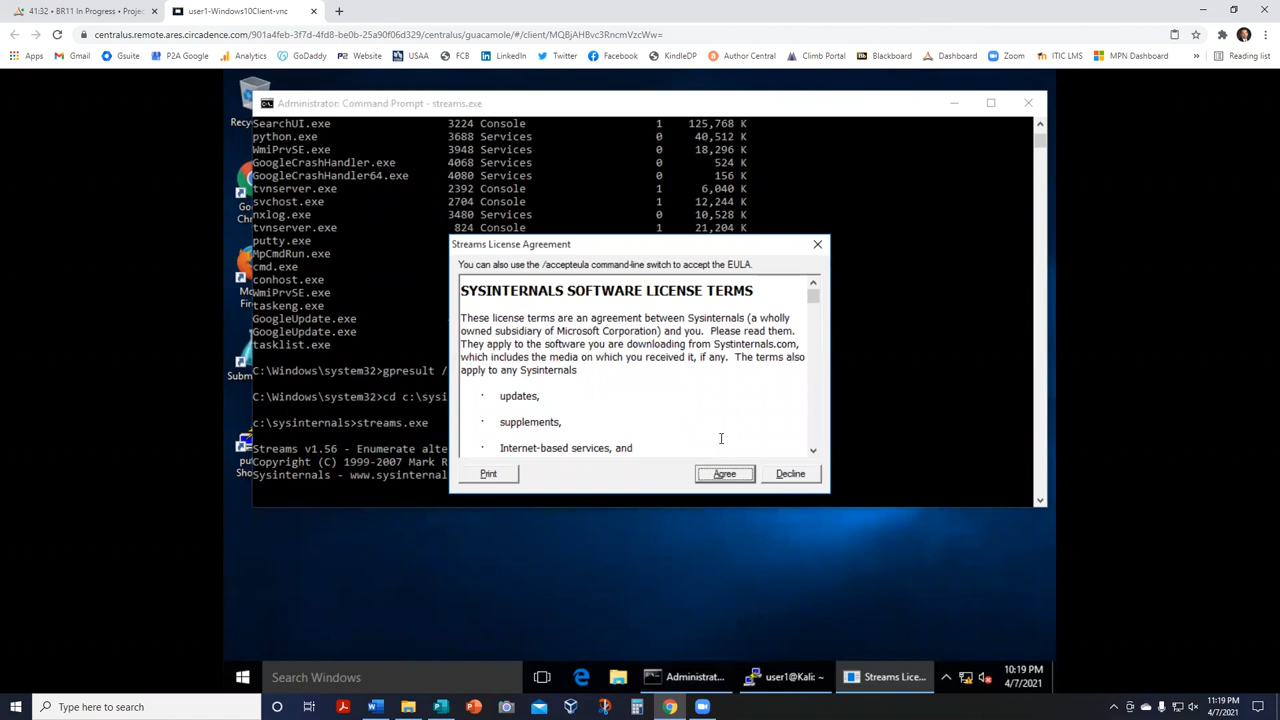 41:32 BR11 In Progress - Projec
user1-Windows10Client-vnc
centralus.remote.ares.circadence.com/901a4feb-3f7d-4fd8-be0b-25a90f06d329/centralus/guacamole/#/client/MQBjAHBvc3RncmVzcWw=
Apps Gmail Gsuite P2A Google Analytics GoDaddy Website USAA FCB LinkedIn Twitter Facebook KindleDP Author Central Climb Portal Blackboard Dashboard Zoom ITIC LMS MPN Dashboard » Reading list
Administrator: Command Prompt - streams.exe
SearchUI.exe 3224 Console 1 125,768 K
python.exe 3688 Services 0 40,512 K
WmiPrvSE.exe 3948 Services 0 18,296 K
GoogleCrashHandler.exe 4068 Services 0 524 K
GoogleCrashHandler64.exe 4080 Services 0 156 K
tvnserver.exe 2392 Console 1 6,040 K
svchost.exe 2704 Console 1 12,244 K
nxlog.exe 3480 Services 0 10,528 K
tvnserver.exe 824 Console 1 21,204 K
putty.exe
MpCmdRun.exe
cmd.exe
conhost.exe
WmiPrvSE.exe
taskeng.exe
GoogleUpdate.exe
GoogleUpdate.exe
tasklist.exe
C:\Windows\system32>gpresult /
C:\Windows\system32>cd c:\sysi
c:\sysinternals>streams.exe
Streams v1.56 - Enumerate alte
Copyright (C) 1999-2007 Mark R
Sysinternals - www.sysinternal
Recy
Go
Chr
Mo
Fir
Subm
pu
Sho
Streams License Agreement
You can also use the /accepteula command-line switch to accept the EULA.
SYSINTERNALS SOFTWARE LICENSE TERMS
These license terms are an agreement between Sysinternals (a wholly
owned subsidiary of Microsoft Corporation) and you. Please read them.
They apply to the software you are downloading from Systinternals.com,
which includes the media on which you received it, if any. The terms also
apply to any Sysinternals
· updates,
· supplements,
· Internet-based services, and
Print Agree Decline
Search Windows
Administrat...
user1@Kali: ~
Streams Lice...
10:19 PM
4/7/2021
Type here to search
11:19 PM
4/7/2021